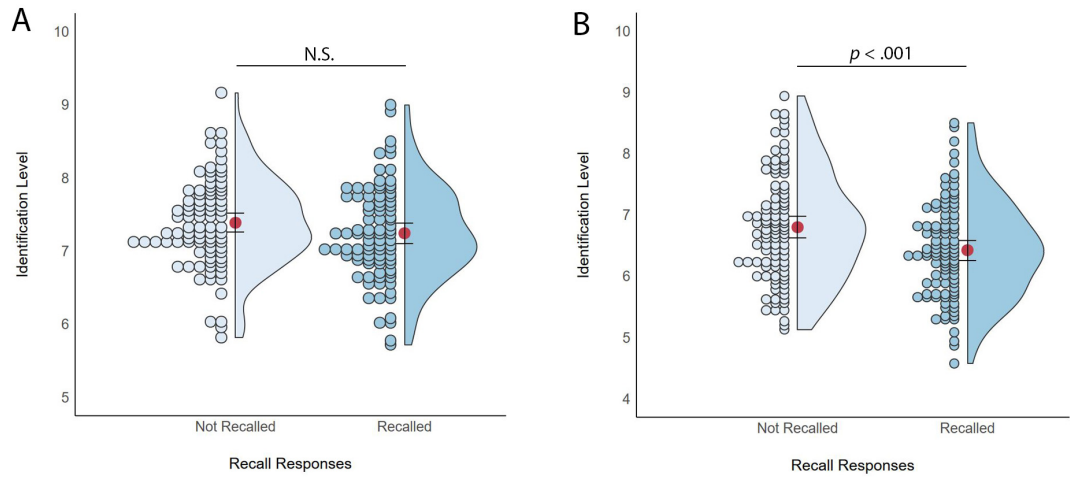 A
N.S.
Identification Level
10
9
8
7
6
5
Not Recalled
Recalled
Recall Responses
B
p < .001
Identification Level
10
9
8
7
6
5
4
Not Recalled
Recalled
Recall Responses